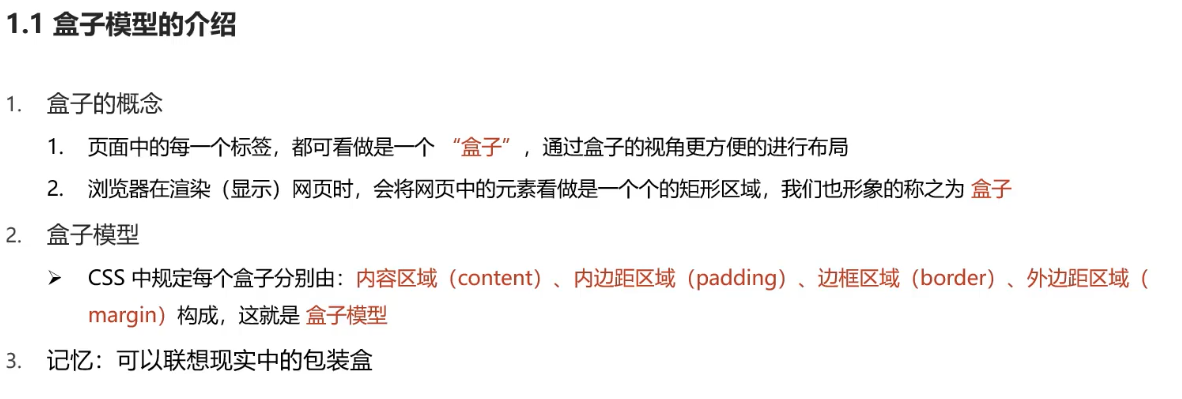 1.1 盒子模型的介绍
1. 盒子的概念
1. 页面中的每一个标签，都可看做是一个 “盒子”，通过盒子的视角更方便的进行布局
2. 浏览器在渲染（显示）网页时，会将网页中的元素看做是一个个的矩形区域，我们也形象的称之为 盒子
2. 盒子模型
➢ CSS 中规定每个盒子分别由：内容区域（content）、内边距区域（padding）、边框区域（border）、外边距区域（
margin）构成，这就是 盒子模型
3. 记忆：可以联想现实中的包装盒